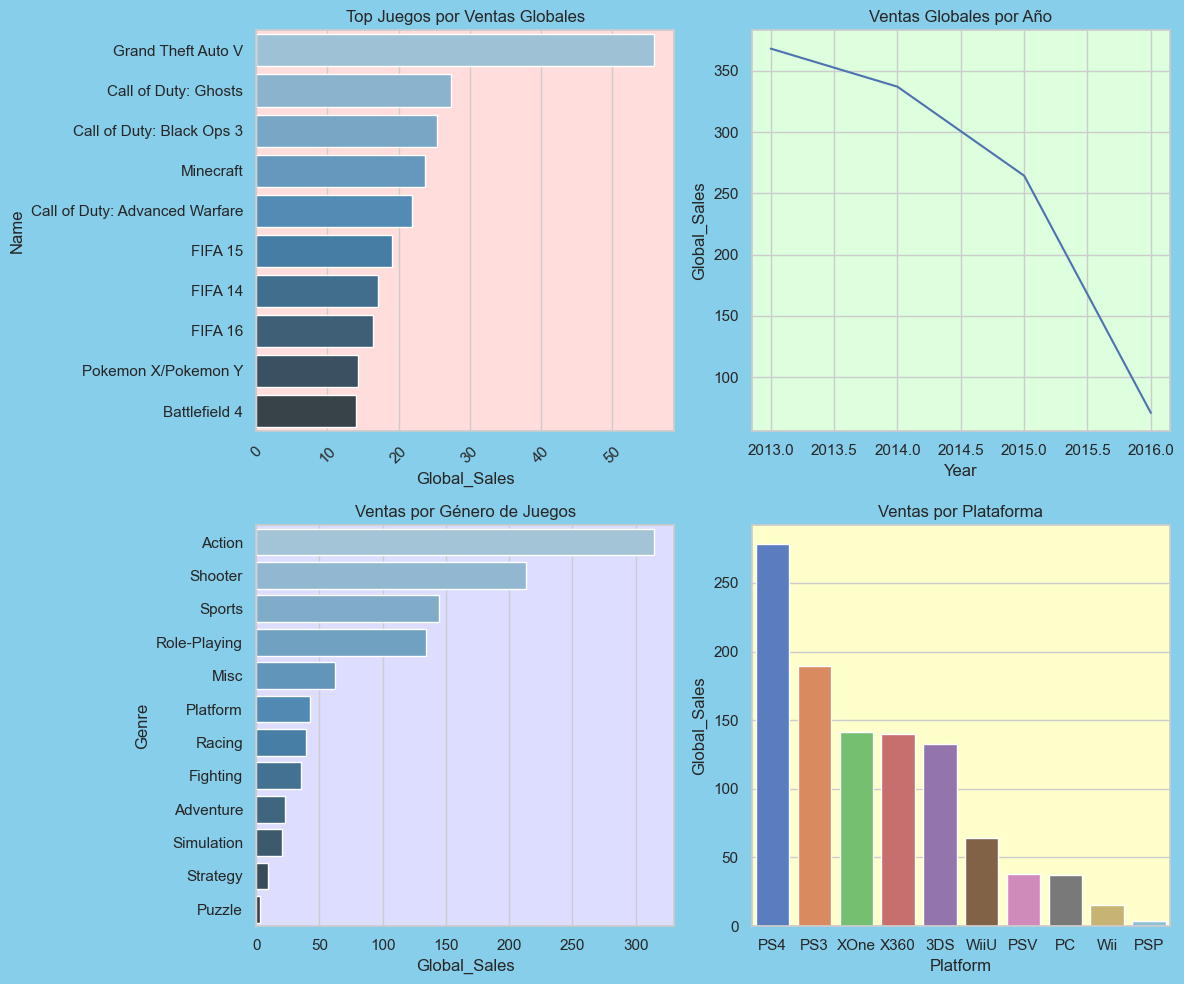 Top Juegos por Ventas Globales
Name
Grand Theft Auto V
Call of Duty: Ghosts
Call of Duty: Black Ops 3
Minecraft
Call of Duty: Advanced Warfare
FIFA 15
FIFA 14
FIFA 16
Pokemon X/Pokemon Y
Battlefield 4
0 10 20 30 40 50
Global_Sales
Ventas Globales por Año
Global_Sales
350
300
250
200
150
100
2013.0 2013.5 2014.0 2014.5 2015.0 2015.5 2016.0
Year
Ventas por Género de Juegos
Genre
Action
Shooter
Sports
Role-Playing
Misc
Platform
Racing
Fighting
Adventure
Simulation
Strategy
Puzzle
0 50 100 150 200 250 300
Global_Sales
Ventas por Plataforma
Global_Sales
250
200
150
100
50
0
PS4 PS3 XOne X360 3DS WiiU PSV PC Wii PSP
Platform